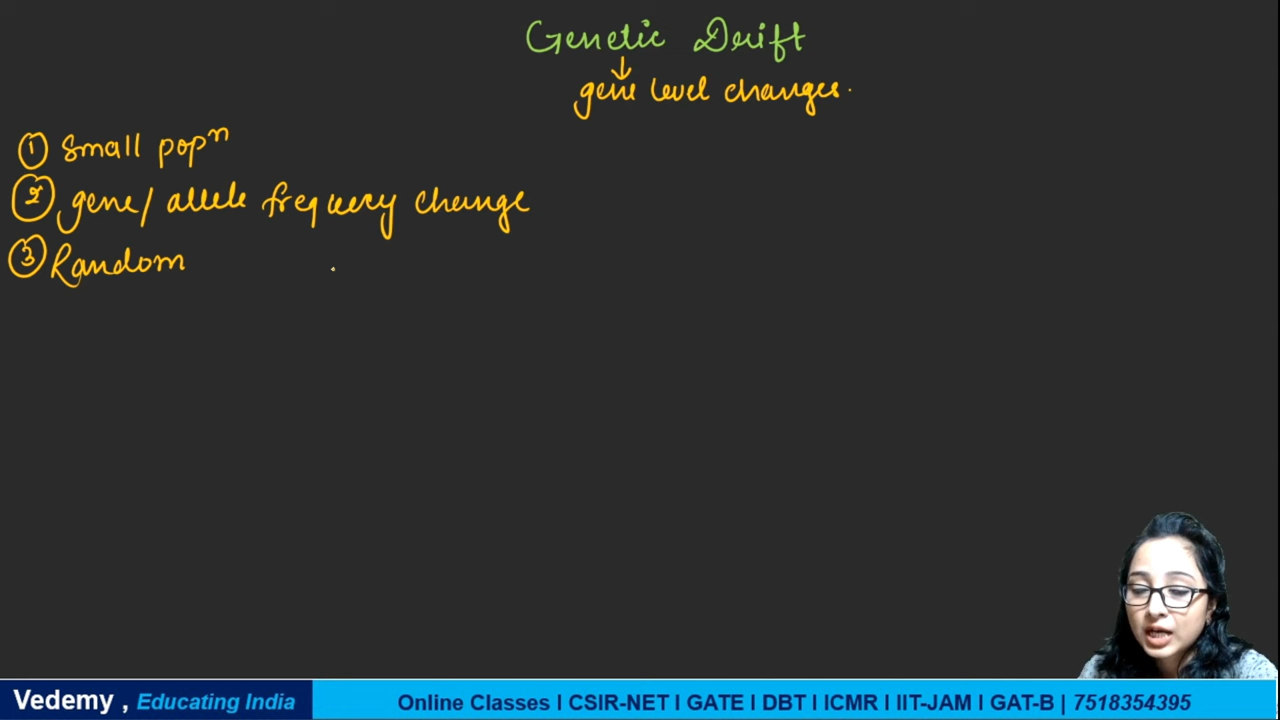 Genetic Drift
↓
gene level changes.
① Small popⁿ
② gene/ allele frequency change
③ Random
Vedemy , Educating India
Online Classes I CSIR-NET I GATE I DBT I ICMR I IIT-JAM I GAT-B | 7518354395